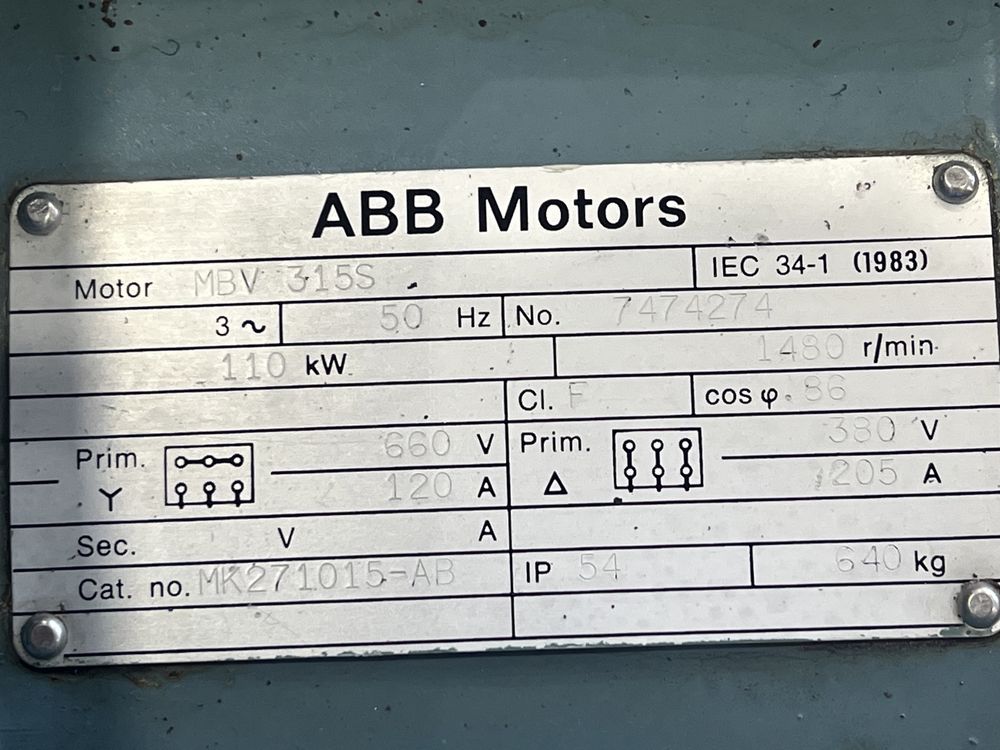 ABB Motors
Motor MBV 315S IEC 34-1 (1983)
3 ~ 50 Hz No. 7474274
110 kW 1480 r/min
Cl. F cos φ .86
Prim. Y 660 V Prim. Δ 380 V
120 A 205 A
Sec. V A
Cat. no. MK271015-AB IP 54 640 kg